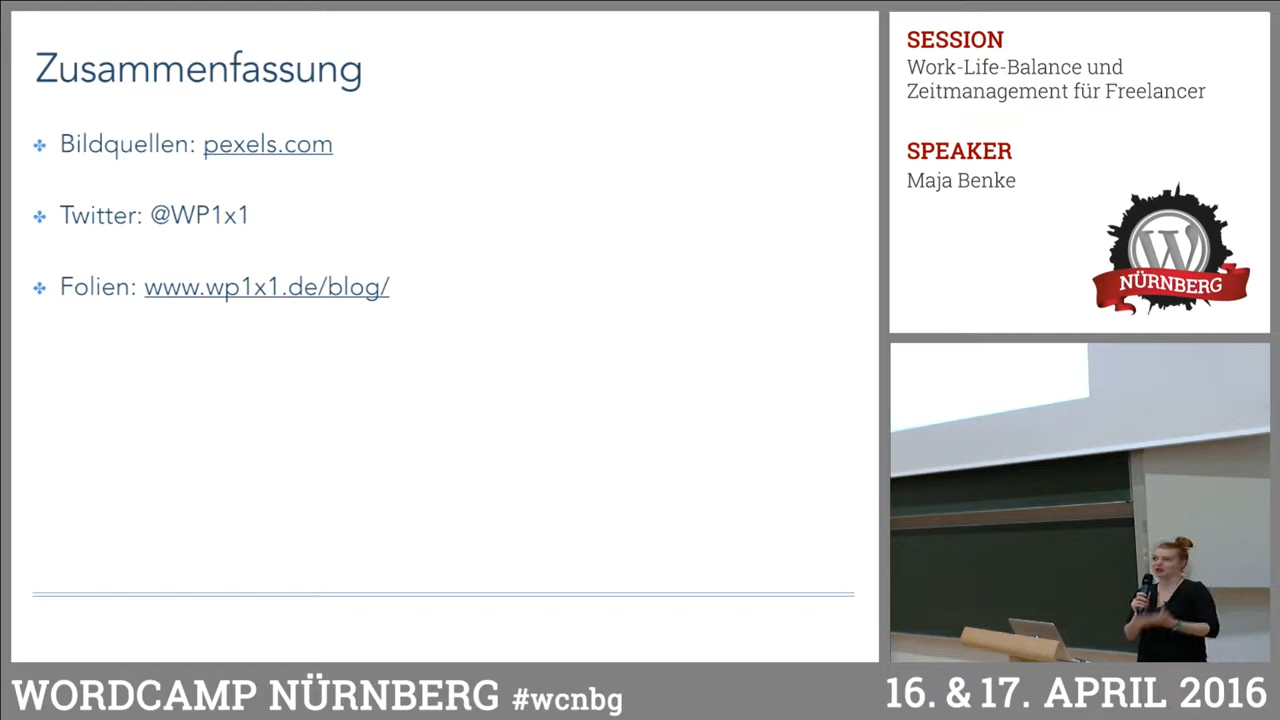 Zusammenfassung
Bildquellen: pexels.com
Twitter: @WP1x1
Folien: www.wp1x1.de/blog/
SESSION
Work-Life-Balance und
Zeitmanagement für Freelancer
SPEAKER
Maja Benke
W
NÜRNBERG
WORDCAMP NÜRNBERG #wcnbg
16. & 17. APRIL 2016